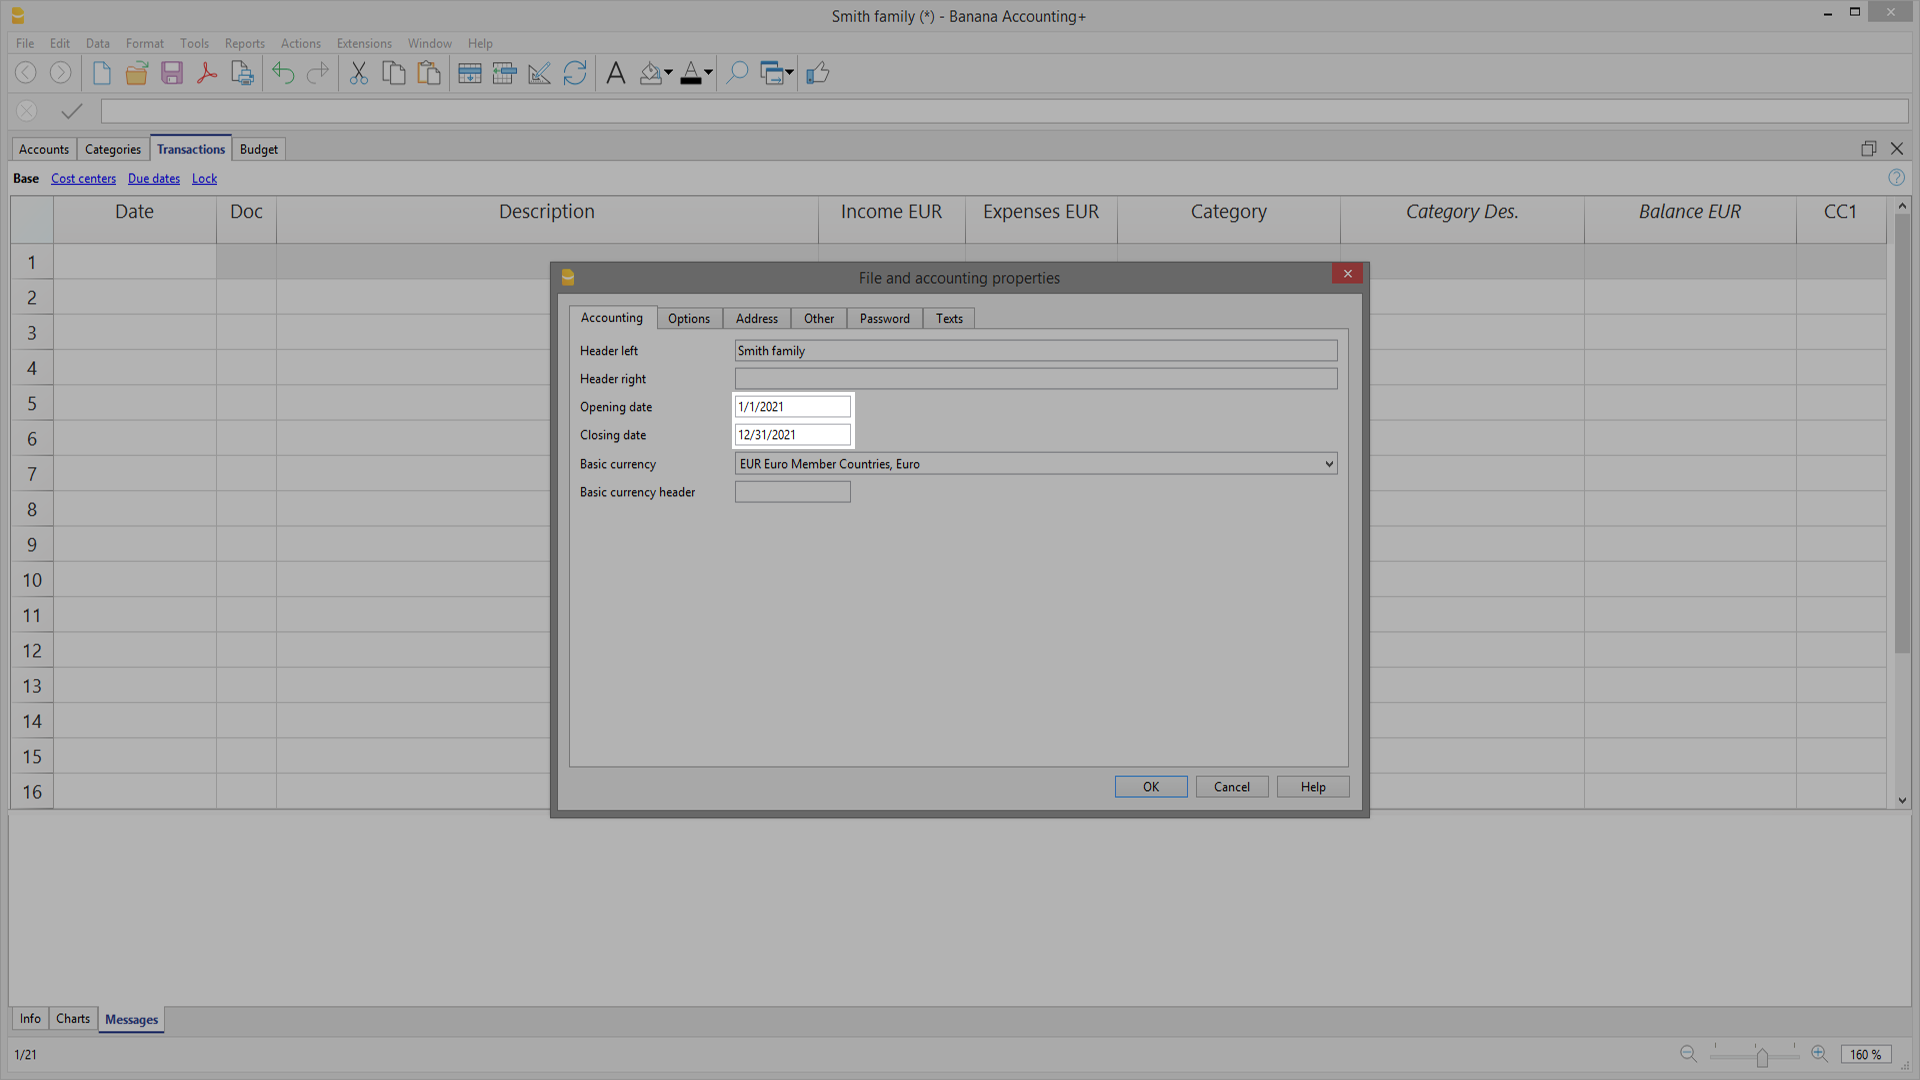 Smith family (*) - Banana Accounting+
File Edit Data Format Tools Reports Actions Extensions Window Help
Accounts Categories Transactions Budget
Base Cost centers Due dates Lock
Date Doc Description Income EUR Expenses EUR Category Category Des. Balance EUR CC1
1
2
3
4
5
6
7
8
9
10
11
12
13
14
15
16
File and accounting properties
Accounting Options Address Other Password Texts
Header left Smith family
Header right
Opening date 1/1/2021
Closing date 12/31/2021
Basic currency EUR Euro Member Countries, Euro
Basic currency header
OK Cancel Help
Info Charts Messages
1/21 160 %